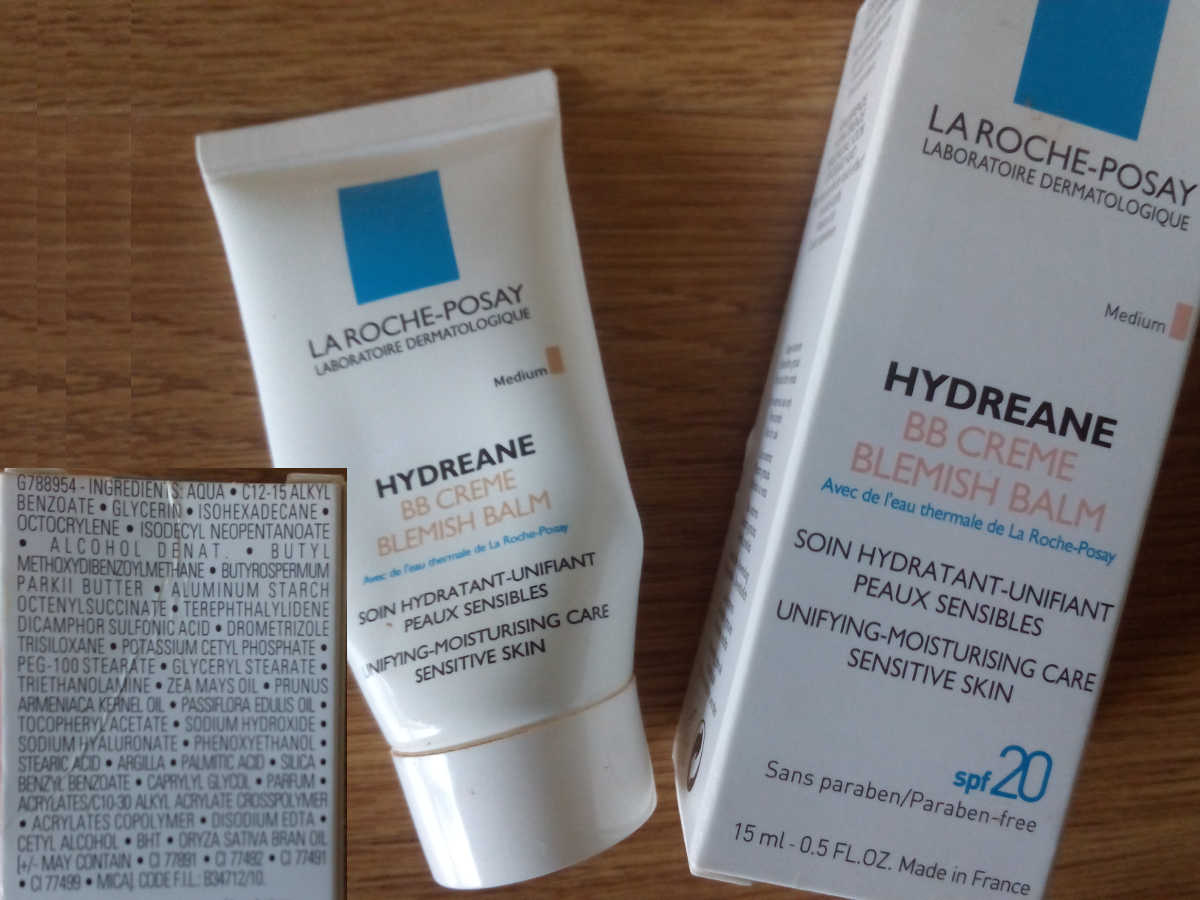 LA ROCHE-POSAY
LABORATOIRE DERMATOLOGIQUE
Medium
HYDREANE
BB CREME
BLEMISH BALM
Avec de l'eau thermale de La Roche-Posay
SOIN HYDRATANT-UNIFIANT
PEAUX SENSIBLES
UNIFYING-MOISTURISING CARE
SENSITIVE SKIN
LA ROCHE-POSAY
LABORATOIRE DERMATOLOGIQUE
Medium
HYDREANE
BB CREME
BLEMISH BALM
Avec de l'eau thermale de La Roche-Posay
SOIN HYDRATANT-UNIFIANT
PEAUX SENSIBLES
UNIFYING-MOISTURISING CARE
SENSITIVE SKIN
spf 20
Sans paraben/Paraben-free
15 ml - 0.5 FL.OZ. Made in France
G788954 - INGREDIENTS: AQUA • C12-15 ALKYL
BENZOATE • GLYCERIN • ISOHEXADECANE •
OCTOCRYLENE • ISODECYL NEOPENTANOATE
• ALCOHOL DENAT. • BUTYL
METHOXYDIBENZOYLMETHANE • BUTYROSPERMUM
PARKII BUTTER • ALUMINUM STARCH
OCTENYLSUCCINATE • TEREPHTHALYLIDENE
DICAMPHOR SULFONIC ACID • DROMETRIZOLE
TRISILOXANE • POTASSIUM CETYL PHOSPHATE •
PEG-100 STEARATE • GLYCERYL STEARATE •
TRIETHANOLAMINE • ZEA MAYS OIL • PRUNUS
ARMENIACA KERNEL OIL • PASSIFLORA EDULIS OIL •
TOCOPHERYL ACETATE • SODIUM HYDROXIDE •
SODIUM HYALURONATE • PHENOXYETHANOL •
STEARIC ACID • ARGILLA • PALMITIC ACID • SILICA •
BENZYL BENZOATE • CAPRYLYL GLYCOL • PARFUM •
ACRYLATES/C10-30 ALKYL ACRYLATE CROSSPOLYMER
• ACRYLATES COPOLYMER • DISODIUM EDTA •
CETYL ALCOHOL • BHT • ORYZA SATIVA BRAN OIL
[+/- MAY CONTAIN • CI 77891 • CI 77492 • CI 77491
• CI 77499 • MICA]. CODE F.I.L.: B34712/10.